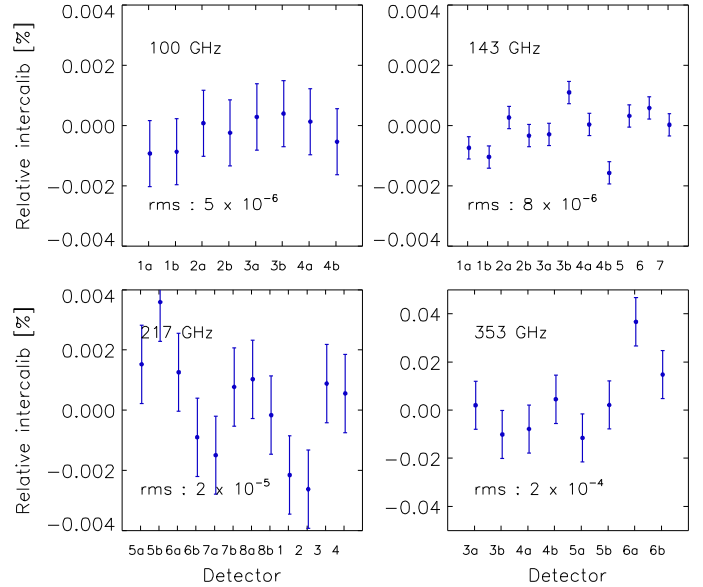 Relative intercalib [%]
0.004
0.002
0.000
−0.002
−0.004
100 GHz
rms : 5 x 10⁻⁶
1a 1b 2a 2b 3a 3b 4a 4b
0.004
0.002
0.000
−0.002
−0.004
143 GHz
rms : 8 x 10⁻⁶
1a 1b 2a 2b 3a 3b 4a 4b 5 6 7
Relative intercalib [%]
0.004
0.002
0.000
−0.002
−0.004
217 GHz
rms : 2 x 10⁻⁵
5a 5b 6a 6b 7a 7b 8a 8b 1 2 3 4
Detector
0.04
0.02
0.00
−0.02
−0.04
353 GHz
rms : 2 x 10⁻⁴
3a 3b 4a 4b 5a 5b 6a 6b
Detector